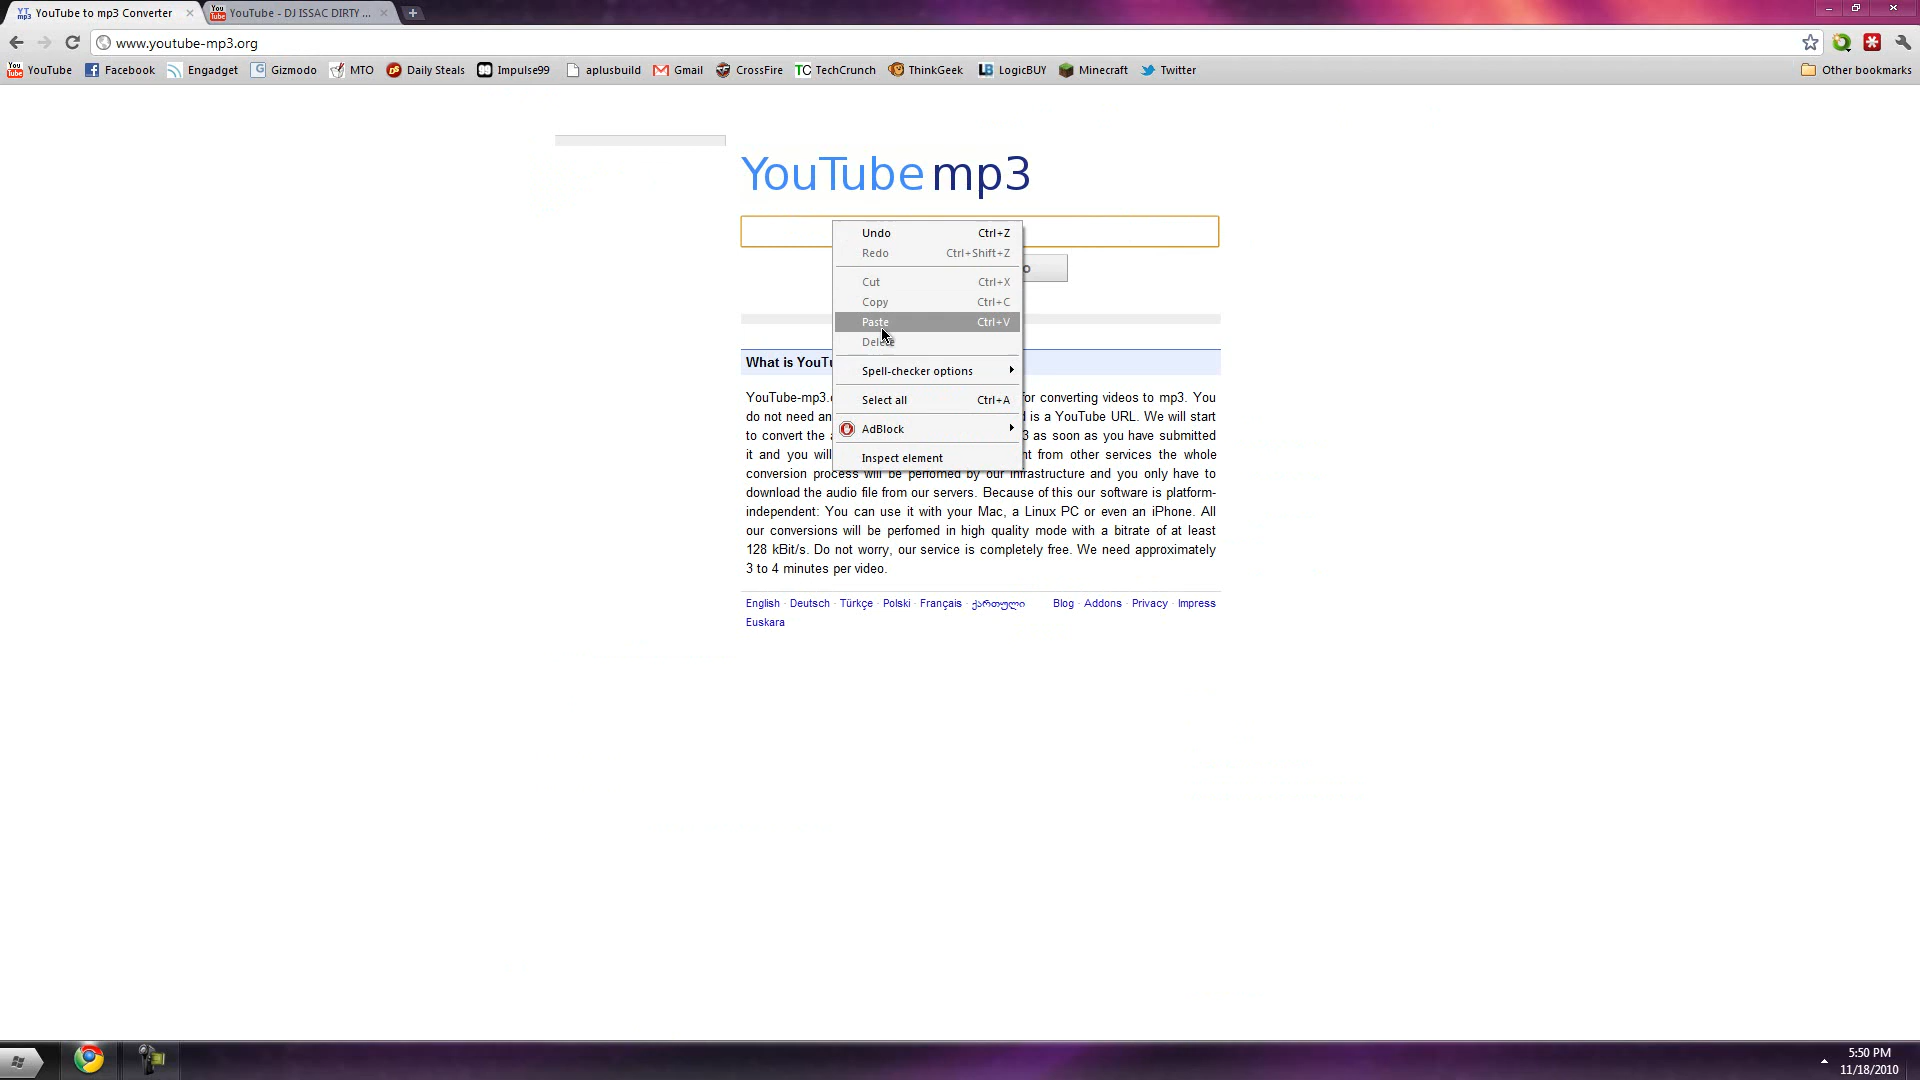 YouTube to mp3 Converter
YouTube - DJ ISSAC DIRTY ...
www.youtube-mp3.org
YouTube Facebook Engadget Gizmodo MTO Daily Steals Impulse99 aplusbuild Gmail CrossFire TechCrunch ThinkGeek LogicBUY Minecraft Twitter Other bookmarks
YouTube mp3
Undo Ctrl+Z
Redo Ctrl+Shift+Z
o
Cut Ctrl+X
Copy Ctrl+C
Paste Ctrl+V
Delete
What is YouTu
Spell-checker options
Select all Ctrl+A
AdBlock
Inspect element
YouTube-mp3. for converting videos to mp3. You
do not need an d is a YouTube URL. We will start
to convert the a 3 as soon as you have submitted
it and you will nt from other services the whole
conversion process will be perfomed by our infrastructure and you only have to
download the audio file from our servers. Because of this our software is platform-
independent: You can use it with your Mac, a Linux PC or even an iPhone. All
our conversions will be perfomed in high quality mode with a bitrate of at least
128 kBit/s. Do not worry, our service is completely free. We need approximately
3 to 4 minutes per video.
English · Deutsch · Türkçe · Polski · Français · ქართული Blog · Addons · Privacy · Impress
Euskara
5:50 PM
11/18/2010